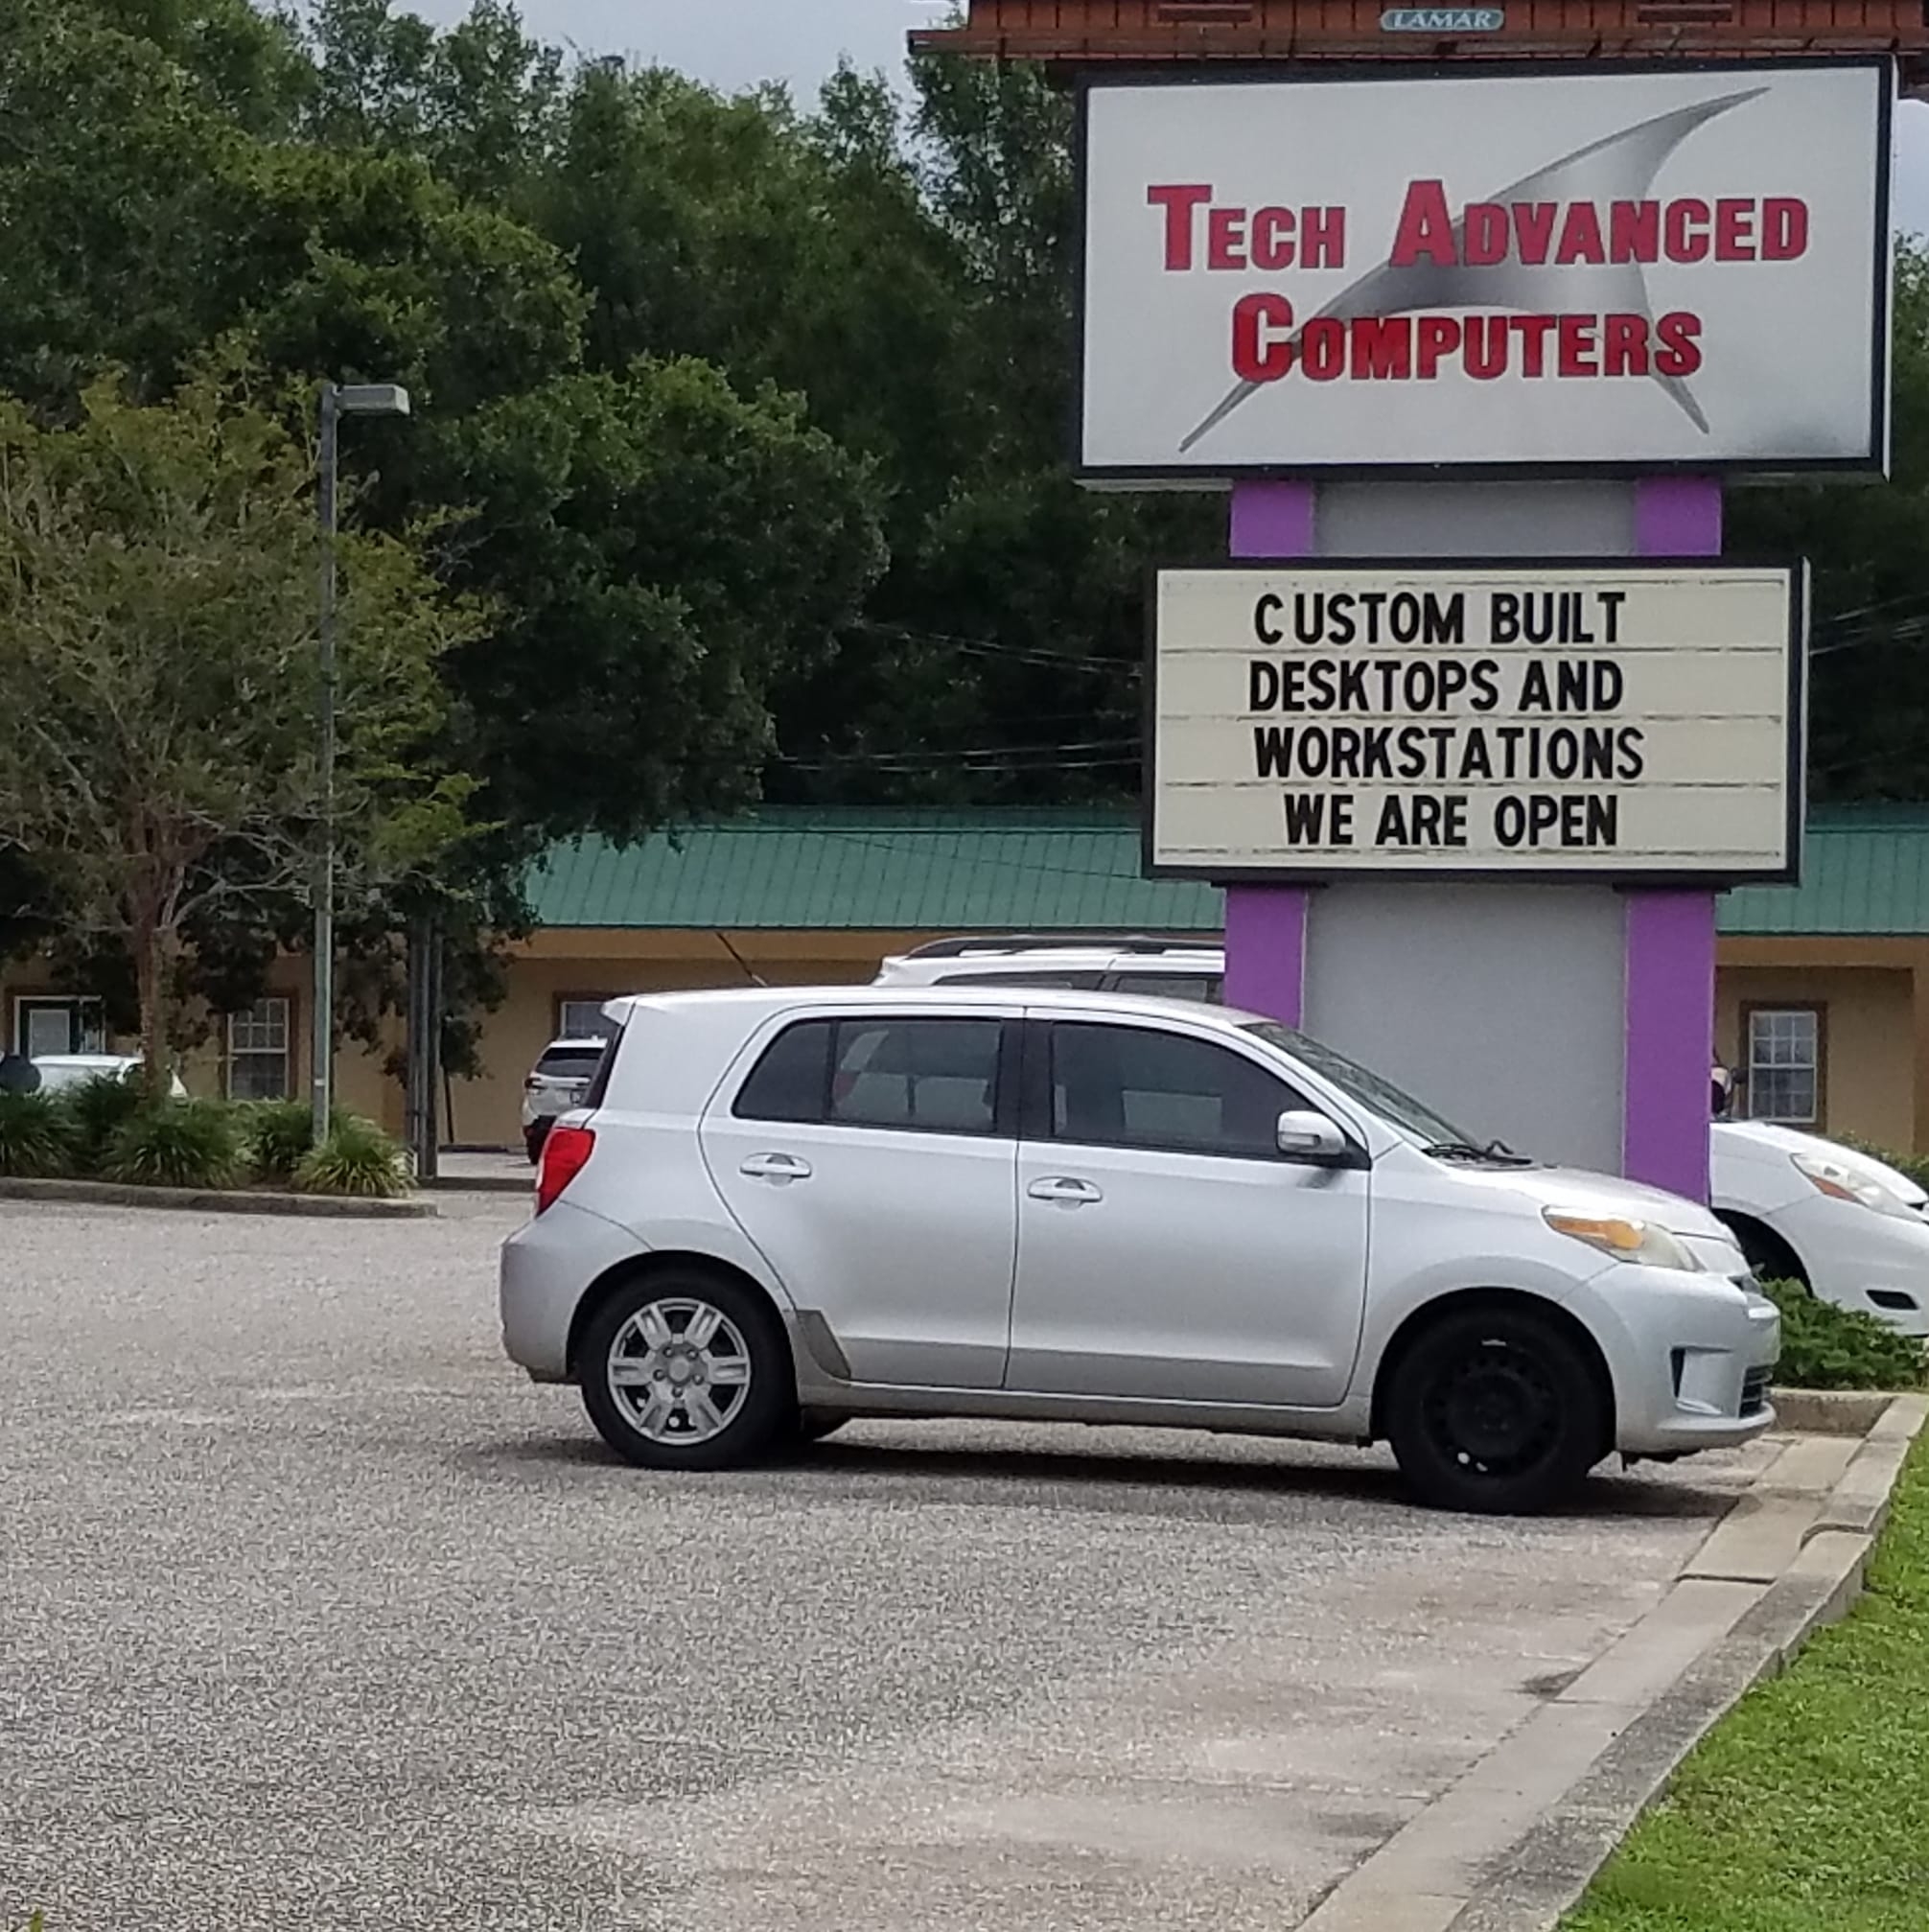 LAMAR
TECH ADVANCED
COMPUTERS
CUSTOM BUILT
DESKTOPS AND
WORKSTATIONS
WE ARE OPEN